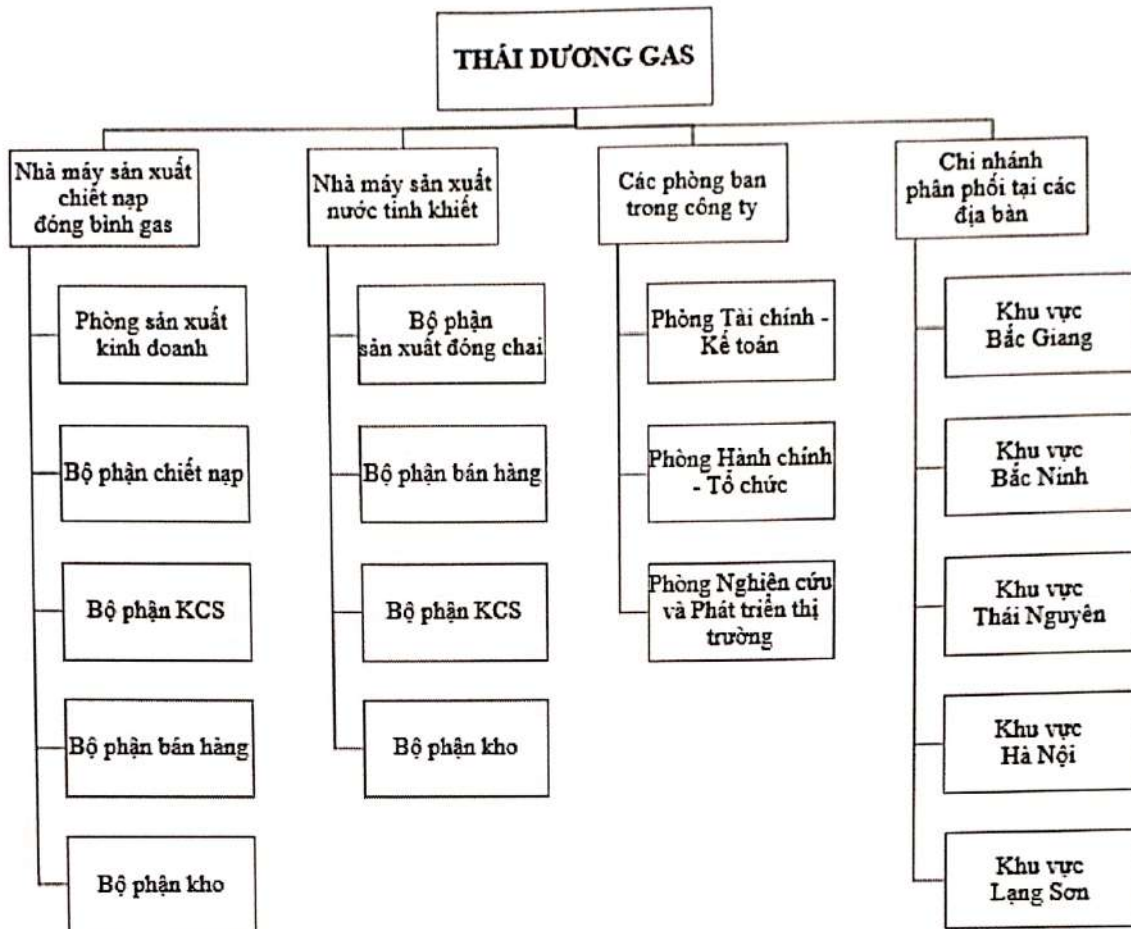 THÁI DƯƠNG GAS
Nhà máy sản xuất
chiết nạp
đóng bình gas
Phòng sản xuất
kinh doanh
Bộ phận chiết nạp
Bộ phận KCS
Bộ phận bán hàng
Bộ phận kho
Nhà máy sản xuất
nước tinh khiết
Bộ phận
sản xuất đóng chai
Bộ phận bán hàng
Bộ phận KCS
Bộ phận kho
Các phòng ban
trong công ty
Phòng Tài chính -
Kế toán
Phòng Hành chính
- Tổ chức
Phòng Nghiện cứu
và Phát triển thị
trường
Chi nhánh
phân phối tại các
địa bàn
Khu vực
Bắc Giang
Khu vực
Bắc Ninh
Khu vực
Thái Nguyên
Khu vực
Hà Nội
Khu vực
Lạng Sơn